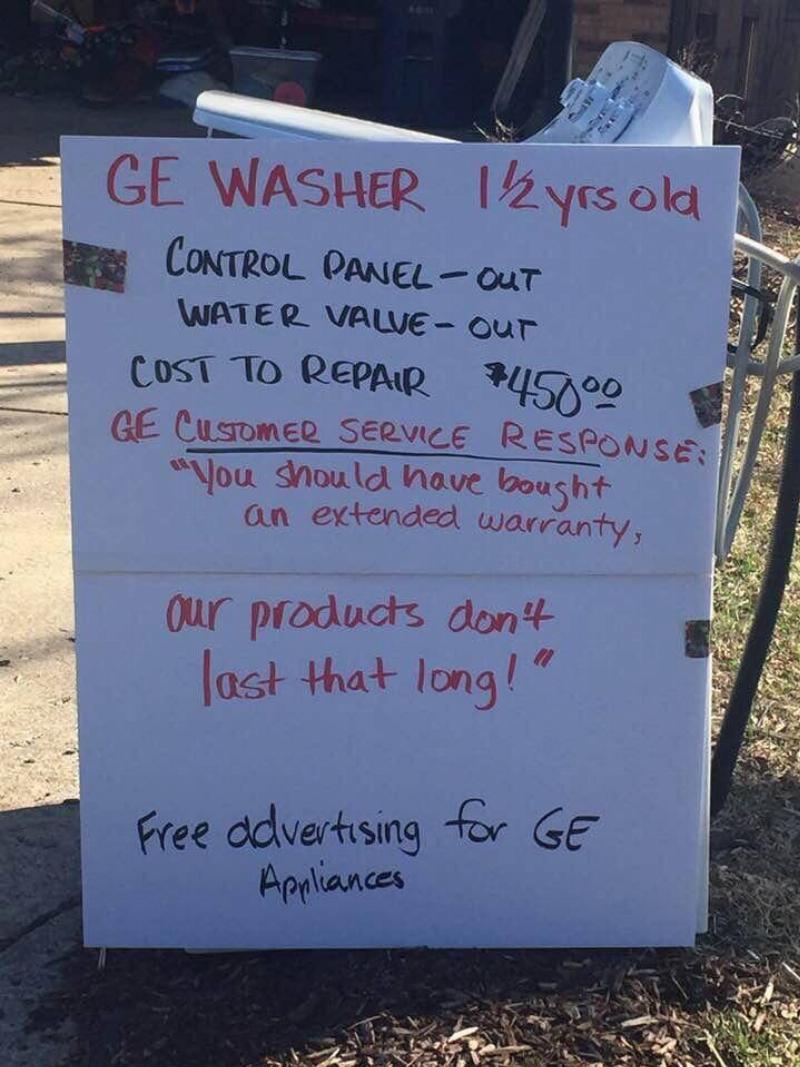 GE WASHER 1 1/2 yrs old
CONTROL PANEL - OUT
WATER VALVE - OUT
COST TO REPAIR $450.00
GE CUSTOMER SERVICE RESPONSE:
"You should have bought
an extended warranty,
our products don't
last that long!"
Free advertising for GE
Appliances